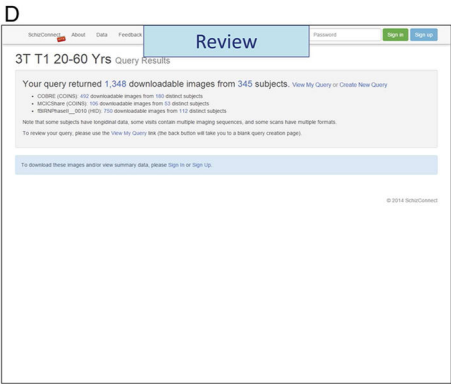 D
SchizConnect About Data Feedback Review Password Sign in Sign up
3T T1 20-60 Yrs Query Results
Your query returned 1,348 downloadable images from 345 subjects. View My Query or Create New Query
• COBRE (COINS): 492 downloadable images from 180 distinct subjects
• MCICShare (COINS): 106 downloadable images from 53 distinct subjects
• fBIRNPhaseII__0010 (HID): 750 downloadable images from 112 distinct subjects
Note that some subjects have longitidinal data, some visits contain multiple imaging sequences, and some scans have multiple formats.
To review your query, please use the View My Query link (the back button will take you to a blank query creation page).
To download these images and/or view summary data, please Sign In or Sign Up.
© 2014 SchizConnect